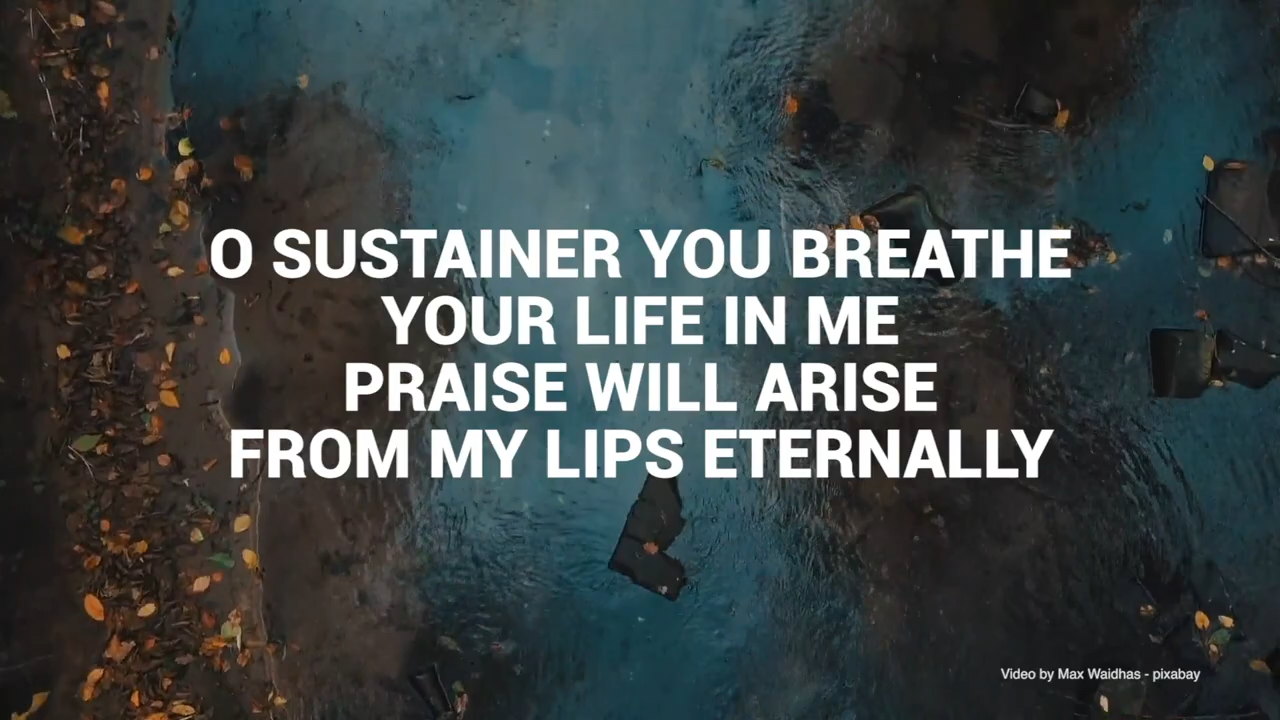 O SUSTAINER YOU BREATHE
YOUR LIFE IN ME
PRAISE WILL ARISE
FROM MY LIPS ETERNALLY
Video by Max Waidhas - pixabay